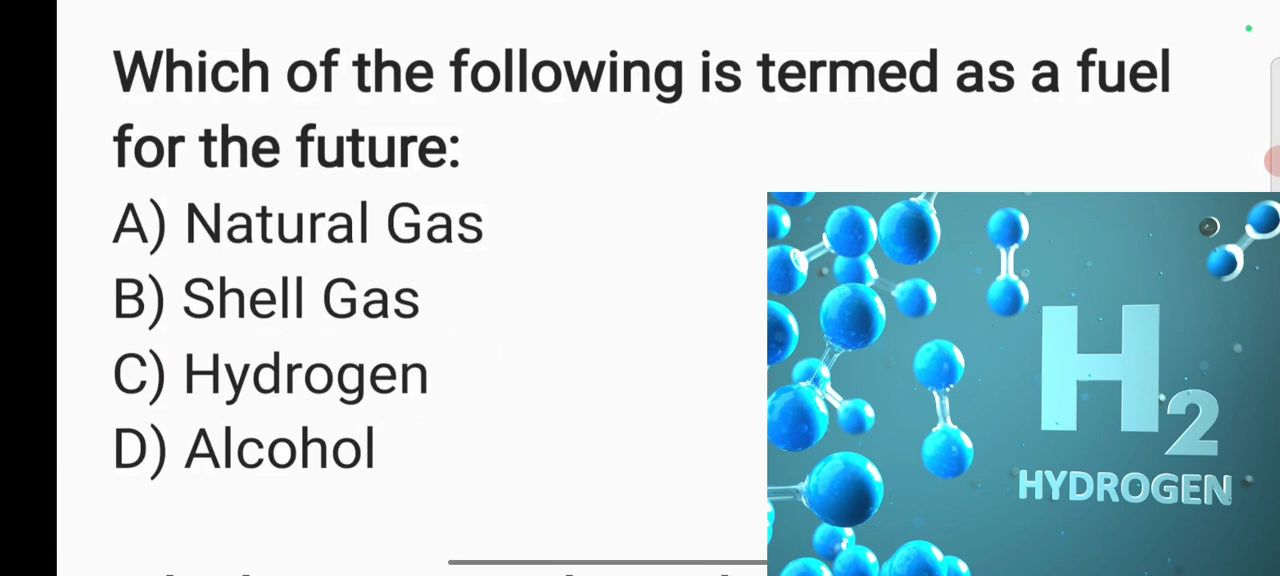 Which of the following is termed as a fuel
for the future:
A) Natural Gas
B) Shell Gas
C) Hydrogen
D) Alcohol
H2
HYDROGEN